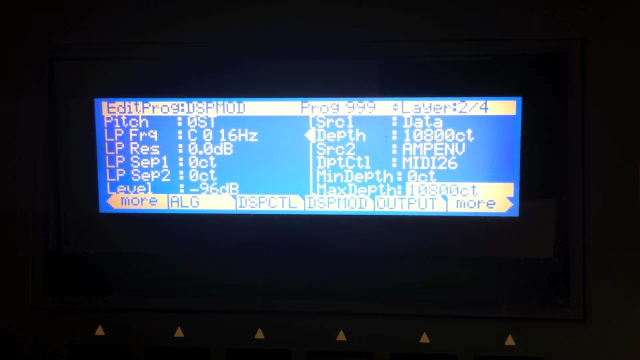 EditProg:DSPMOD Prog 999 ↕Layer:2/4
Pitch :0ST [Src1 :Data
LP Frq :C 0 16Hz Depth :10800ct
LP Res :0.0dB Src2 :AMPENV
LP Sep1 :0ct DptCtl :MIDI26
LP Sep2 :0ct MinDepth:0ct
Level :-96dB [MaxDepth:10800ct
more ALG DSPCTL DSPMOD OUTPUT more